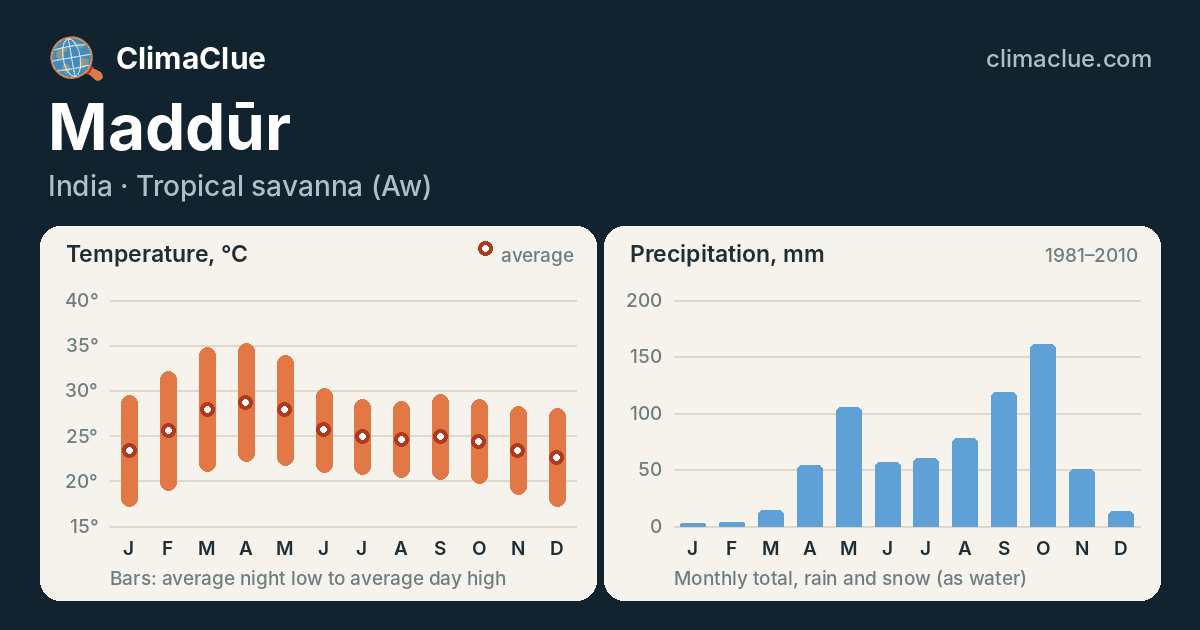 ClimaClue
climaclue.com
Maddūr
India · Tropical savanna (Aw)
Temperature, °C
average
40°
35°
30°
25°
20°
15°
J F M A M J J A S O N D
Bars: average night low to average day high
Precipitation, mm
1981–2010
200
150
100
50
0
J F M A M J J A S O N D
Monthly total, rain and snow (as water)